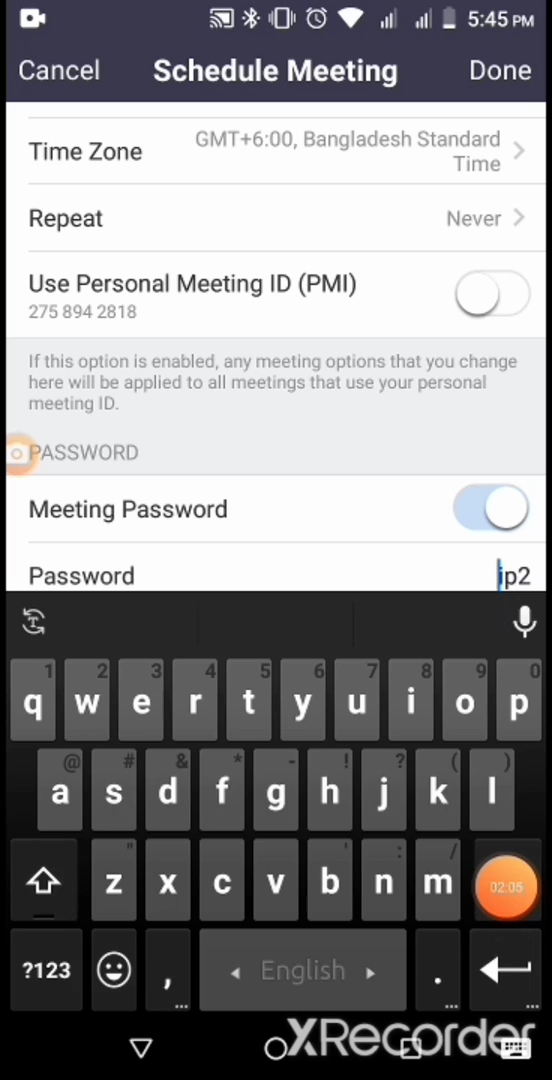 5:45 PM
Cancel Schedule Meeting Done
Time Zone GMT+6:00, Bangladesh Standard Time
Repeat Never
Use Personal Meeting ID (PMI)
275 894 2818
If this option is enabled, any meeting options that you change
here will be applied to all meetings that use your personal
meeting ID.
PASSWORD
Meeting Password
Password ip2
1 2 3 4 5 6 7 8 9 0
q w e r t y u i o p
@ # & * - ! ? ( )
a s d f g h j k l
" ' : /
z x c v b n m 02:05
?123 , English .
XRecorder